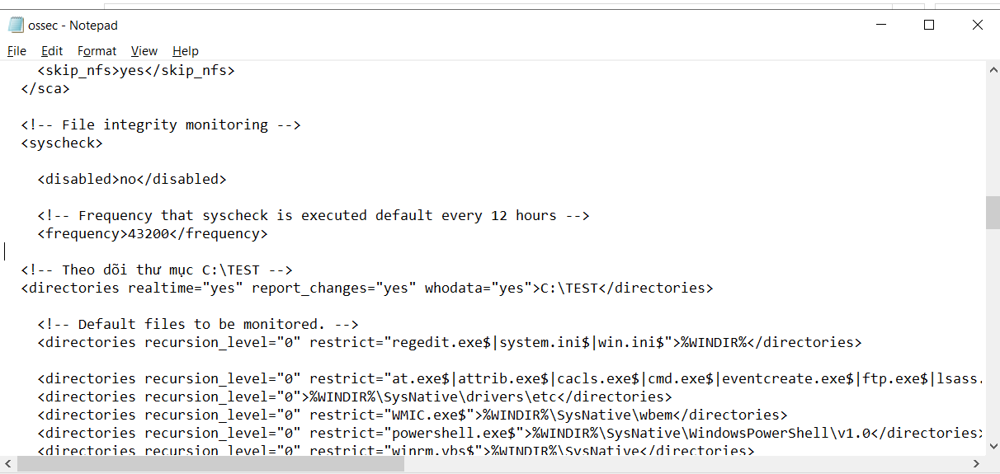 ossec - Notepad
File Edit Format View Help
<skip_nfs>yes</skip_nfs>
</sca>
<!-- File integrity monitoring -->
<syscheck>
<disabled>no</disabled>
<!-- Frequency that syscheck is executed default every 12 hours -->
<frequency>43200</frequency>
<!-- Theo dõi thư mục C:\TEST -->
<directories realtime="yes" report_changes="yes" whodata="yes">C:\TEST</directories>
<!-- Default files to be monitored. -->
<directories recursion_level="0" restrict="regedit.exe$|system.ini$|win.ini$">%WINDIR%</directories>
<directories recursion_level="0" restrict="at.exe$|attrib.exe$|cacls.exe$|cmd.exe$|eventcreate.exe$|ftp.exe$|lsass.
<directories recursion_level="0">%WINDIR%\SysNative\drivers\etc</directories>
<directories recursion_level="0" restrict="WMIC.exe$">%WINDIR%\SysNative\wbem</directories>
<directories recursion_level="0" restrict="powershell.exe$">%WINDIR%\SysNative\WindowsPowerShell\v1.0</directories>
<directories recursion_level="0" restrict="winrm.vbs$">%WINDIR%\SysNative</directories>